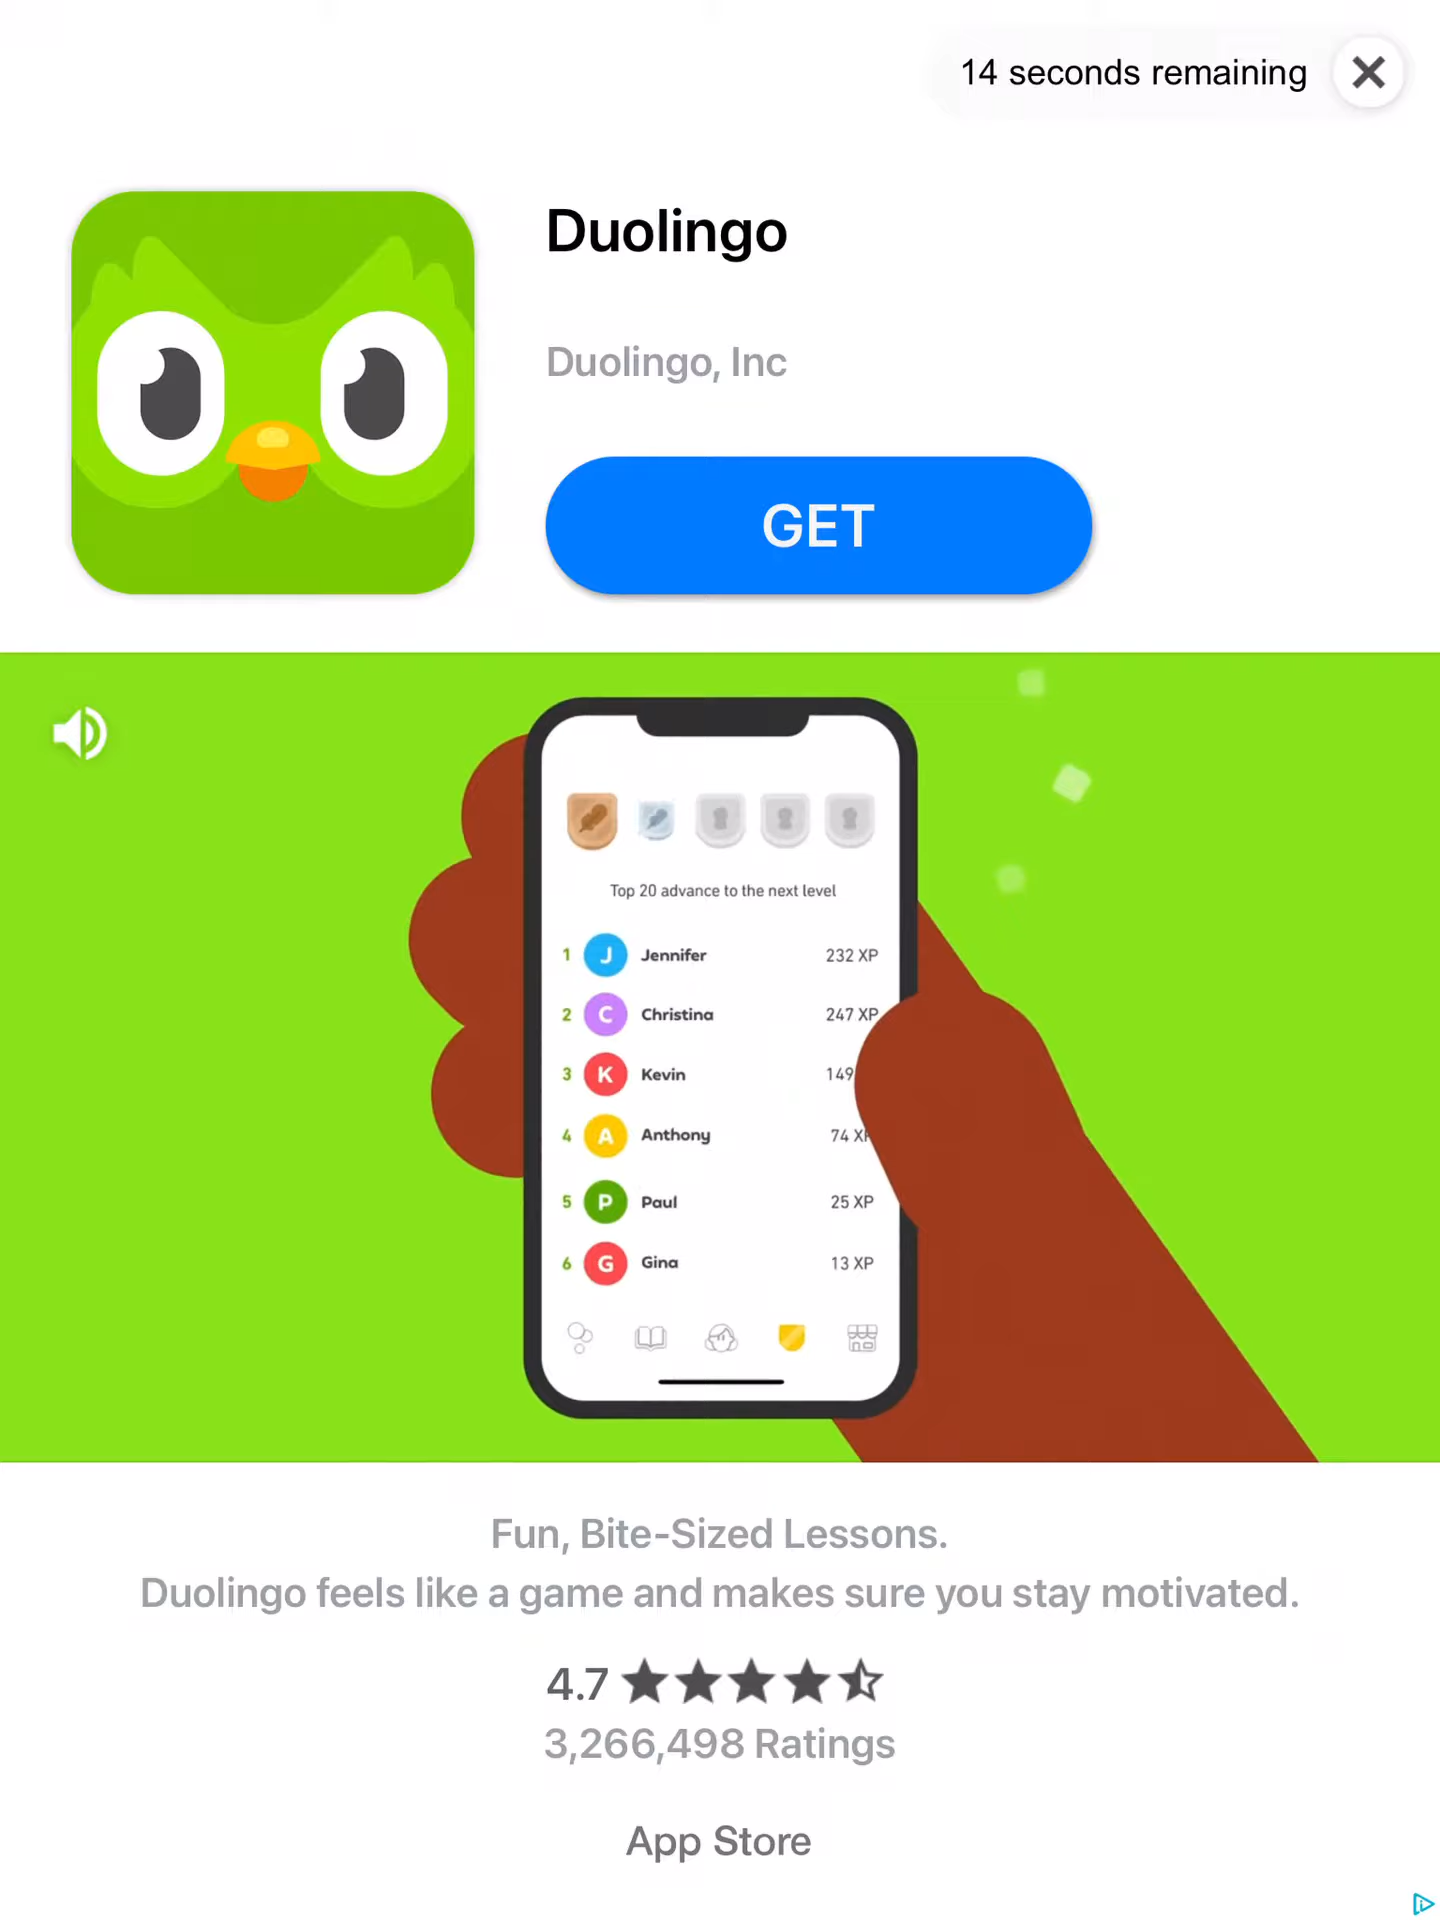 14 seconds remaining
Duolingo
Duolingo, Inc
GET
Top 20 advance to the next level
1 J Jennifer 232 XP
2 C Christina 247 XP
3 K Kevin 149
4 A Anthony 74 XP
5 P Paul 25 XP
6 G Gina 13 XP
Fun, Bite-Sized Lessons.
Duolingo feels like a game and makes sure you stay motivated.
4.7
3,266,498 Ratings
App Store